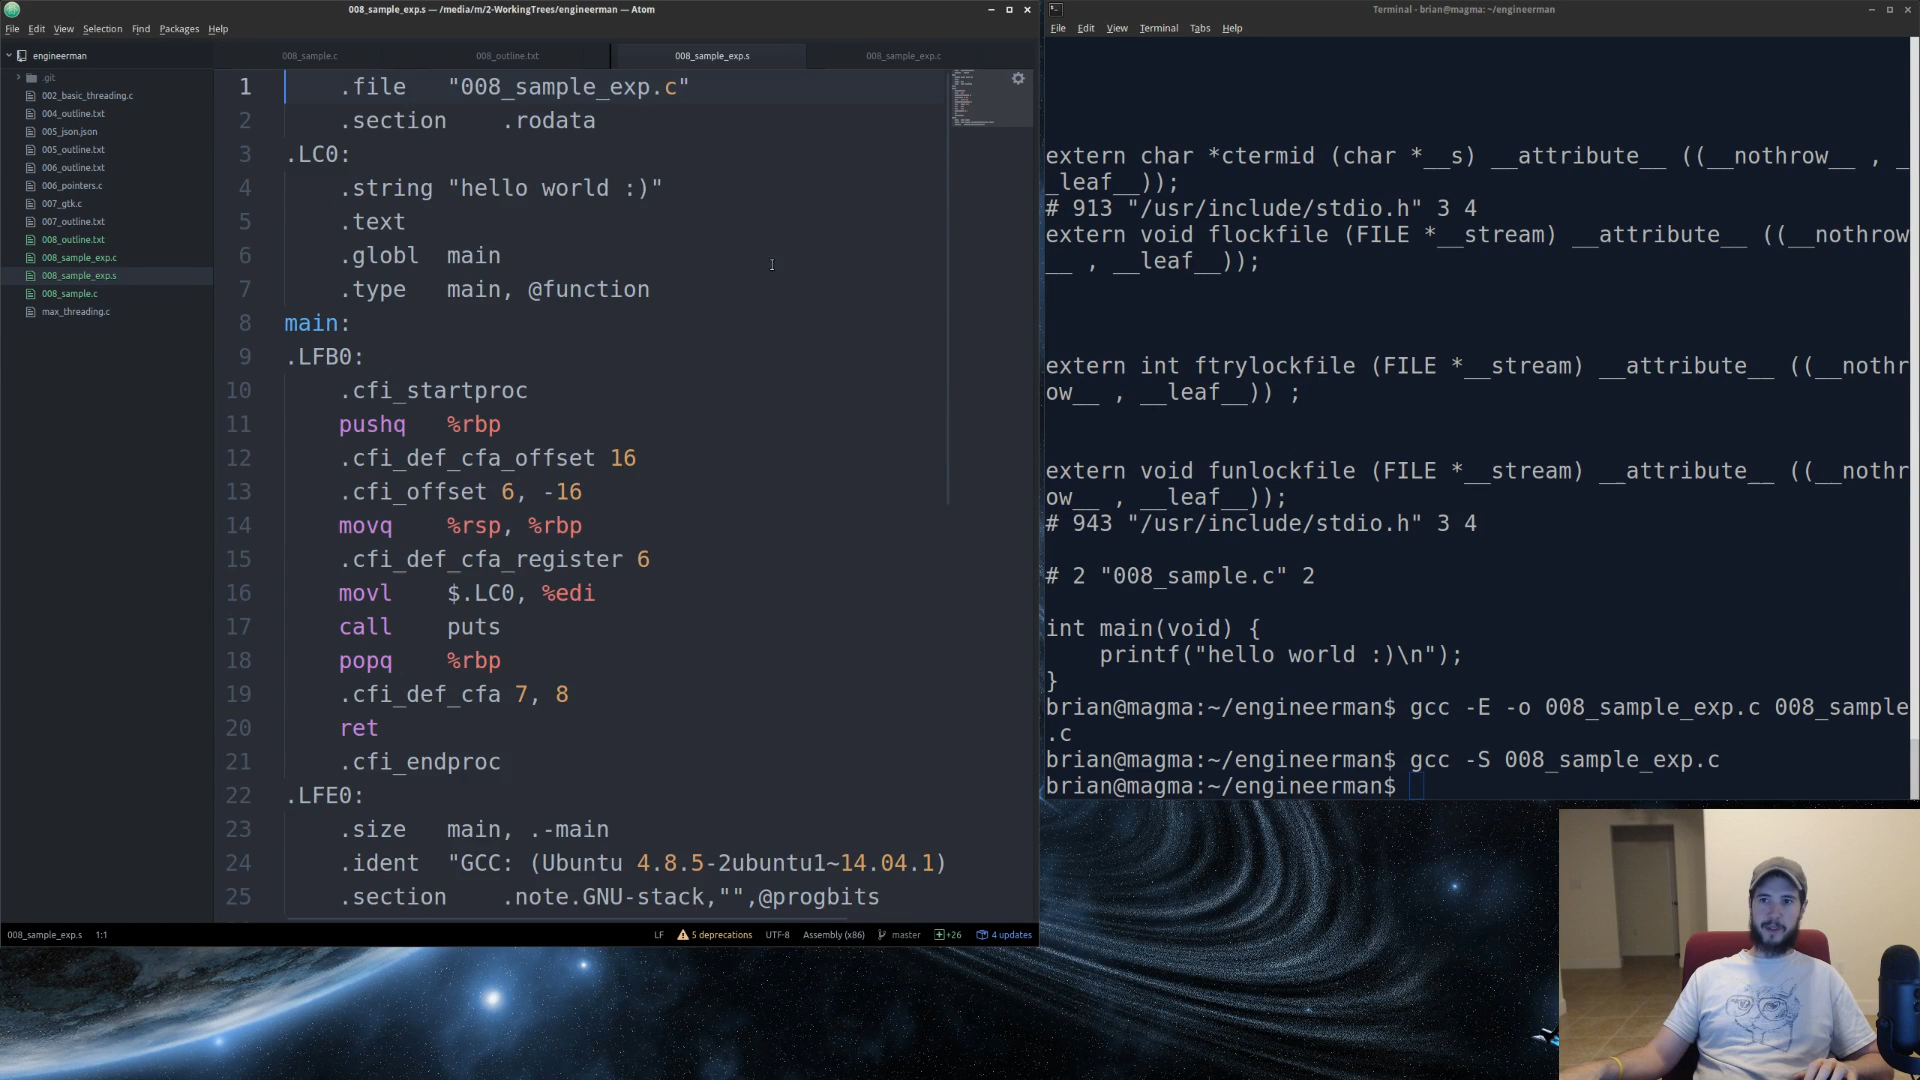 008_sample_exp.s — /media/m/2-WorkingTrees/engineerman — Atom
File Edit View Selection Find Packages Help
engineerman
.git
002_basic_threading.c
004_outline.txt
005_json.json
005_outline.txt
006_outline.txt
006_pointers.c
007_gtk.c
007_outline.txt
008_outline.txt
008_sample_exp.c
008_sample_exp.s
008_sample.c
max_threading.c
008_sample.c 008_outline.txt 008_sample_exp.s 008_sample_exp.c
1 .file "008_sample_exp.c"
2 .section .rodata
3 .LC0:
4 .string "hello world :)"
5 .text
6 .globl main
7 .type main, @function
8 main:
9 .LFB0:
10 .cfi_startproc
11 pushq %rbp
12 .cfi_def_cfa_offset 16
13 .cfi_offset 6, -16
14 movq %rsp, %rbp
15 .cfi_def_cfa_register 6
16 movl $.LC0, %edi
17 call puts
18 popq %rbp
19 .cfi_def_cfa 7, 8
20 ret
21 .cfi_endproc
22 .LFE0:
23 .size main, .-main
24 .ident "GCC: (Ubuntu 4.8.5-2ubuntu1~14.04.1)
25 .section .note.GNU-stack,"",@progbits
008_sample_exp.s 1:1 LF 5 deprecations UTF-8 Assembly (x86) master +26 4 updates
Terminal - brian@magma: ~/engineerman
File Edit View Terminal Tabs Help
extern char *ctermid (char *__s) __attribute__ ((__nothrow__ , _
_leaf__));
# 913 "/usr/include/stdio.h" 3 4
extern void flockfile (FILE *__stream) __attribute__ ((__nothrow
__ , __leaf__));
extern int ftrylockfile (FILE *__stream) __attribute__ ((__nothr
ow__ , __leaf__)) ;
extern void funlockfile (FILE *__stream) __attribute__ ((__nothr
ow__ , __leaf__));
# 943 "/usr/include/stdio.h" 3 4
# 2 "008_sample.c" 2
int main(void) {
printf("hello world :)\n");
}
brian@magma:~/engineerman$ gcc -E -o 008_sample_exp.c 008_sample
.c
brian@magma:~/engineerman$ gcc -S 008_sample_exp.c
brian@magma:~/engineerman$